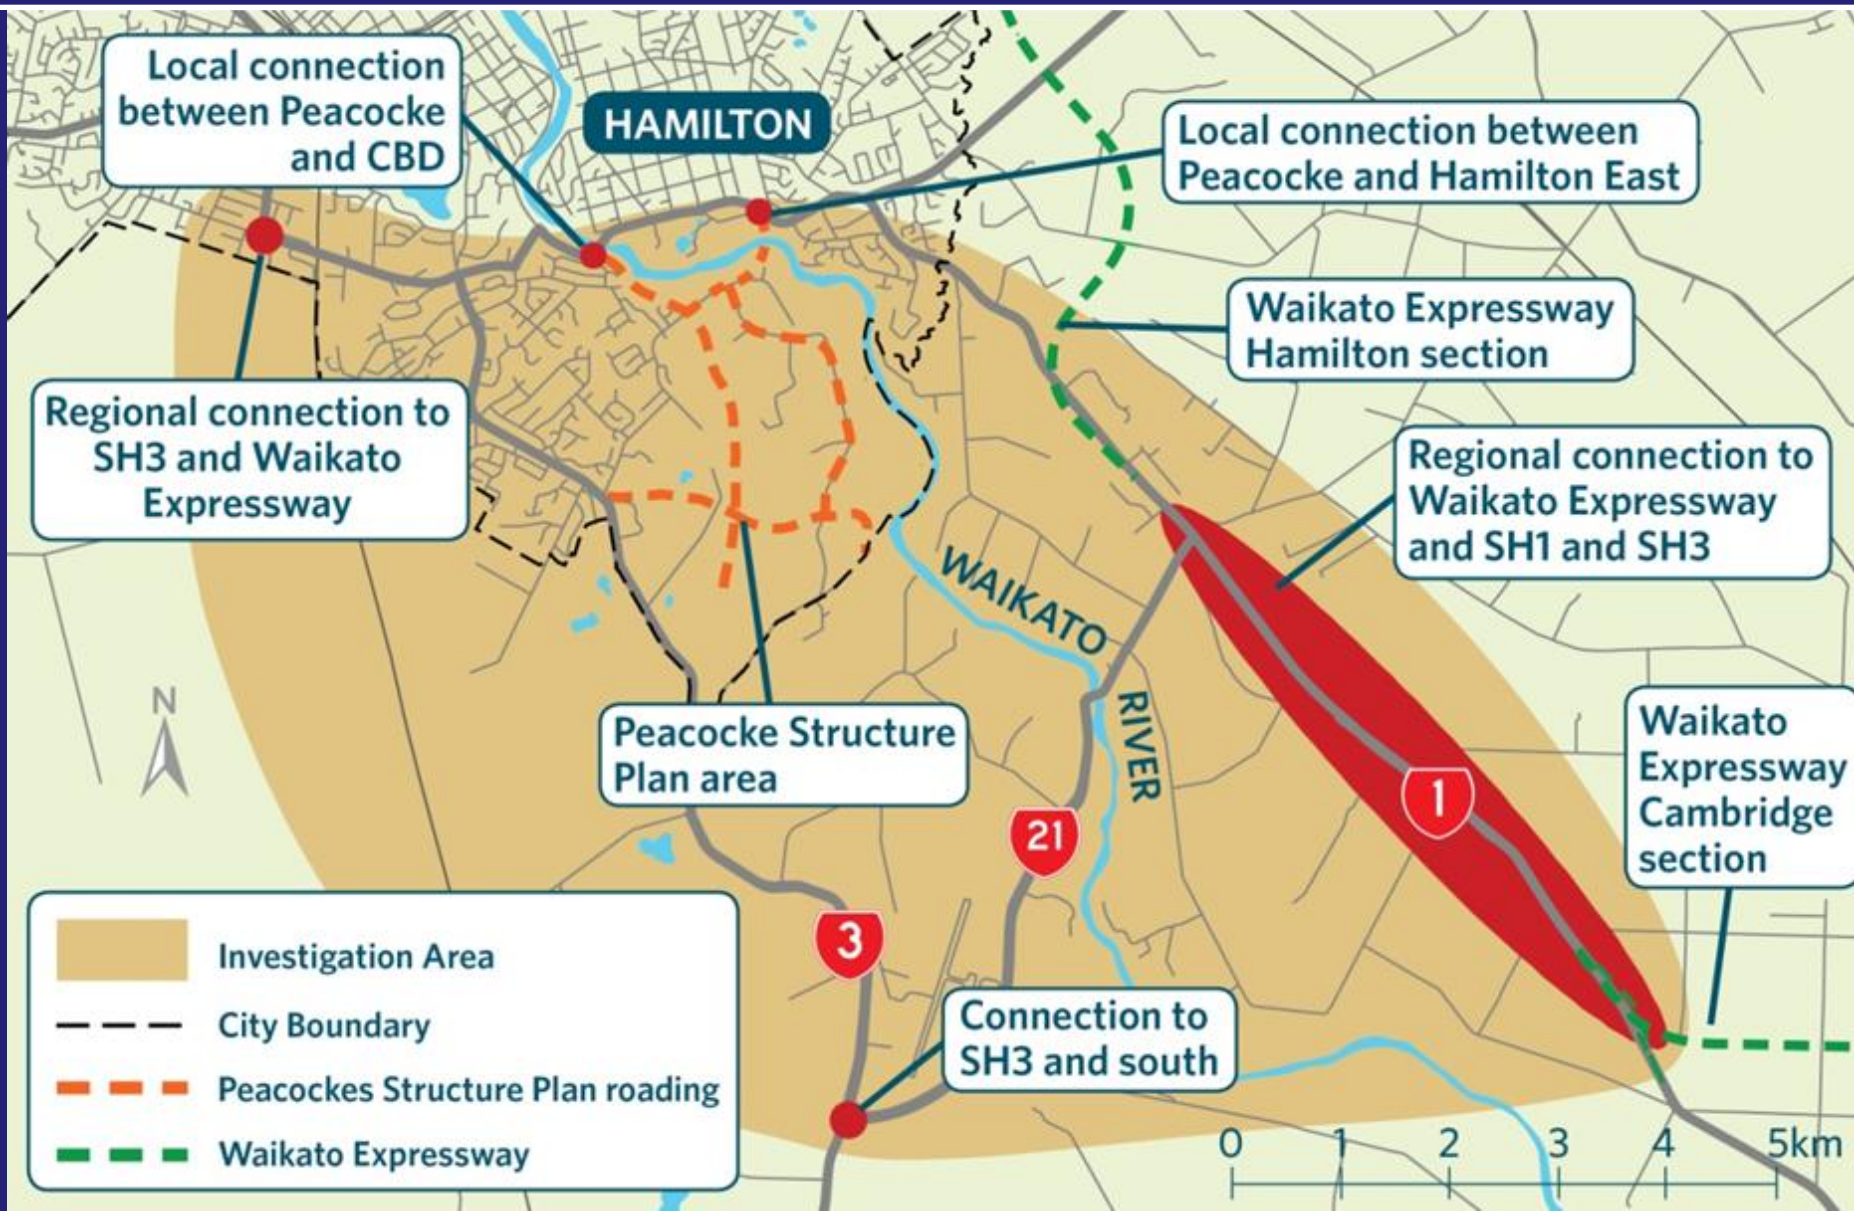 Local connection
between Peacocke
and CBD
HAMILTON
Local connection between
Peacocke and Hamilton East
Waikato Expressway
Hamilton section
Regional connection to
SH3 and Waikato
Expressway
Regional connection to
Waikato Expressway
and SH1 and SH3
WAIKATO
RIVER
N
Peacocke Structure
Plan area
Waikato
Expressway
Cambridge
section
1
21
3
Investigation Area
City Boundary
Peacockes Structure Plan roading
Waikato Expressway
Connection to
SH3 and south
0 1 2 3 4 5km